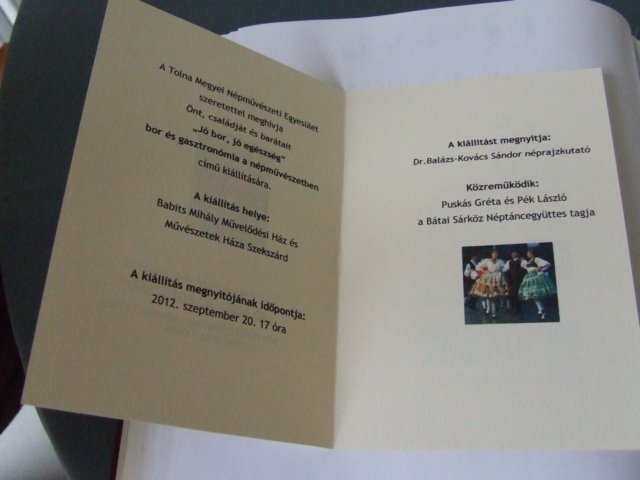 A Tolna Megyei Népművészeti Egyesület
szeretettel meghívja
Önt, családját és barátait
„Jó bor, jó egészség”
bor és gasztronómia a népművészetben
című kiállítására.
A kiállítás helye:
Babits Mihály Művelődési Ház és
Művészetek Háza Szekszárd
A kiállítás megnyitójának időpontja:
2012. szeptember 20. 17 óra
A kiállítást megnyitja:
Dr.Balázs-Kovács Sándor néprajzkutató
Közreműködik:
Puskás Gréta és Pék László
a Bátai Sárköz Néptáncegyüttes tagja